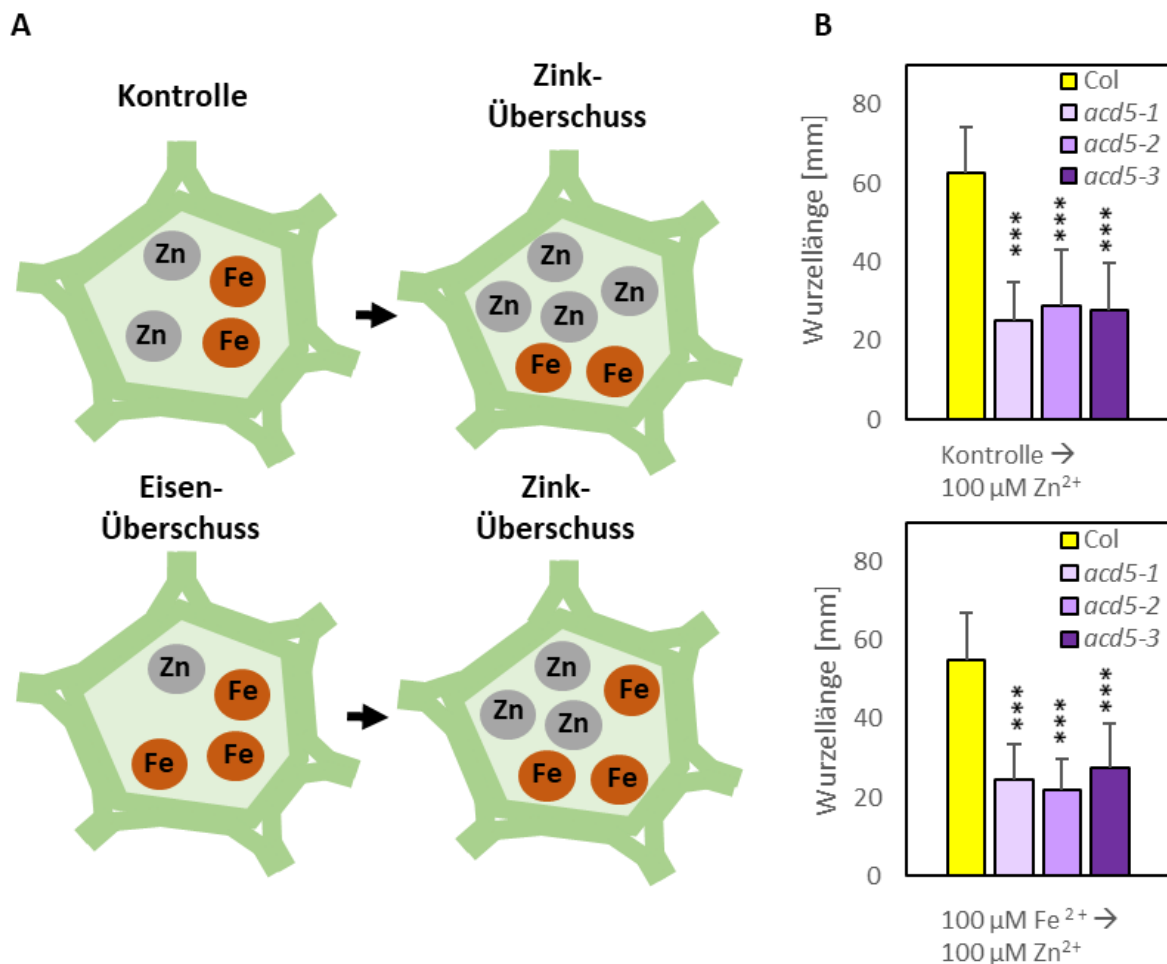 A
Kontrolle
Zink-
Überschuss
Zn
Fe
Zn
Fe
Zn
Zn
Zn
Zn
Fe
Fe
Eisen-
Überschuss
Zink-
Überschuss
Zn
Fe
Fe
Fe
Zn
Fe
Zn
Zn
Fe
Fe
B
Wurzellänge [mm]
80
60
40
20
0
Col
acd5-1
acd5-2
acd5-3
***
***
***
Kontrolle →
100 µM Zn²⁺
Wurzellänge [mm]
80
60
40
20
0
Col
acd5-1
acd5-2
acd5-3
***
***
***
100 µM Fe ²⁺ →
100 µM Zn²⁺